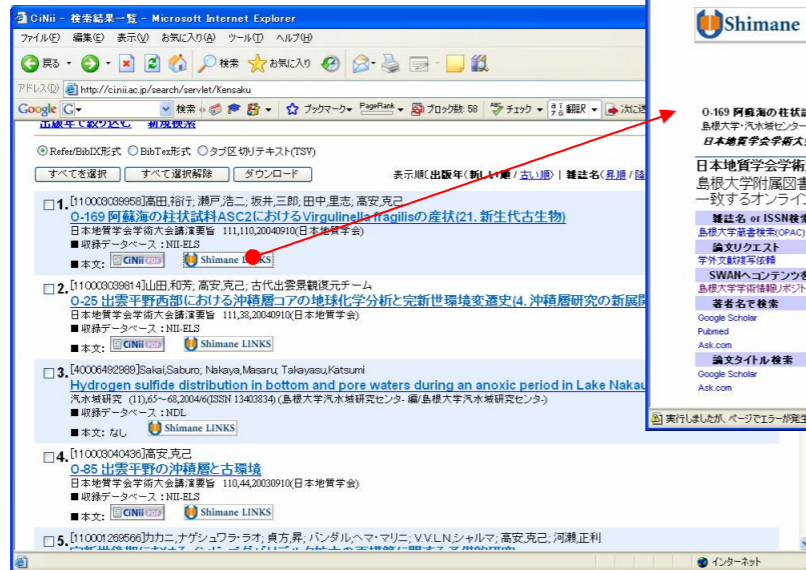 CiNii - 検索結果一覧 - Microsoft Internet Explorer
ファイル(F) 編集(E) 表示(V) お気に入り(A) ツール(T) ヘルプ(H)
戻る 検索 お気に入り
アドレス(D) http://ci.nii.ac.jp/search/servlet/Kensaku
Google G 検索 ブックマーク PageRank ブロック数: 58 チェック 翻訳 次に送
出版年で絞り込む 新規検索
Refer/BibIX形式 BibTex形式 タブ区切りテキスト(TSV)
すべてを選択 すべて選択解除 ダウンロード 表示順(出版年(新しい順/古い順) | 雑誌名(昇順/降
1. [110003039958]高田,裕行; 瀬戸,浩二; 坂井,三郎; 田中,里志; 高安,克己
O-169 阿蘇海の柱状試料ASC2におけるVirgulinella fragilisの産状(21. 新生代古生物)
日本地質学会学術大会講演要旨 111,110,20040910(日本地質学会)
■収録データベース : NII-ELS
■本文: CiNii PDF Shimane LINKS
2. [110003039814]山田,和芳; 高安,克己; 古代出雲景観復元チーム
O-25 出雲平野西部における沖積層コアの地球化学分析と完新世環境変遷史(4. 沖積層研究の新展開
日本地質学会学術大会講演要旨 111,38,20040910(日本地質学会)
■収録データベース : NII-ELS
■本文: CiNii PDF Shimane LINKS
3. [40006492989]Sakai,Saburo; Nakaya,Masaru; Takayasu,Katsumi
Hydrogen sulfide distribution in bottom and pore waters during an anoxic period in Lake Nakau
汽水域研究 (11),65~68,2004/6(ISSN 13403834) (島根大学汽水域研究センタ- 編/島根大学汽水域研究センタ-)
■収録データベース : NDL
■本文: なし Shimane LINKS
4. [110003040436]高安,克己
O-85 出雲平野の沖積層と古環境
日本地質学会学術大会講演要旨 110,44,20030910(日本地質学会)
■収録データベース : NII-ELS
■本文: CiNii PDF Shimane LINKS
5. [110001269566]カカニ,ナゲシュワラ・ラオ; 貞方,昇; バンダル,ヘマ・マリニ; V.V.L.N,シャルマ; 高安,克己; 河瀬,正利
Shimane
O-169 阿蘇海の柱状試
島根大学・汽水域センター
日本地質学会学術大
日本地質学会学術
島根大学附属図書
一致するオンライン
雑誌名 or ISSN検索
島根大学蔵書検索(OPAC)
論文リクエスト
学外文献複写依頼
SWANへコンテンツを
島根大学学術情報リポジト
著者名で検索
Google Scholar
Pubmed
Ask.com
論文タイトル検索
Google Scholar
Ask.com
実行しましたが、ページでエラーが発生
インターネット